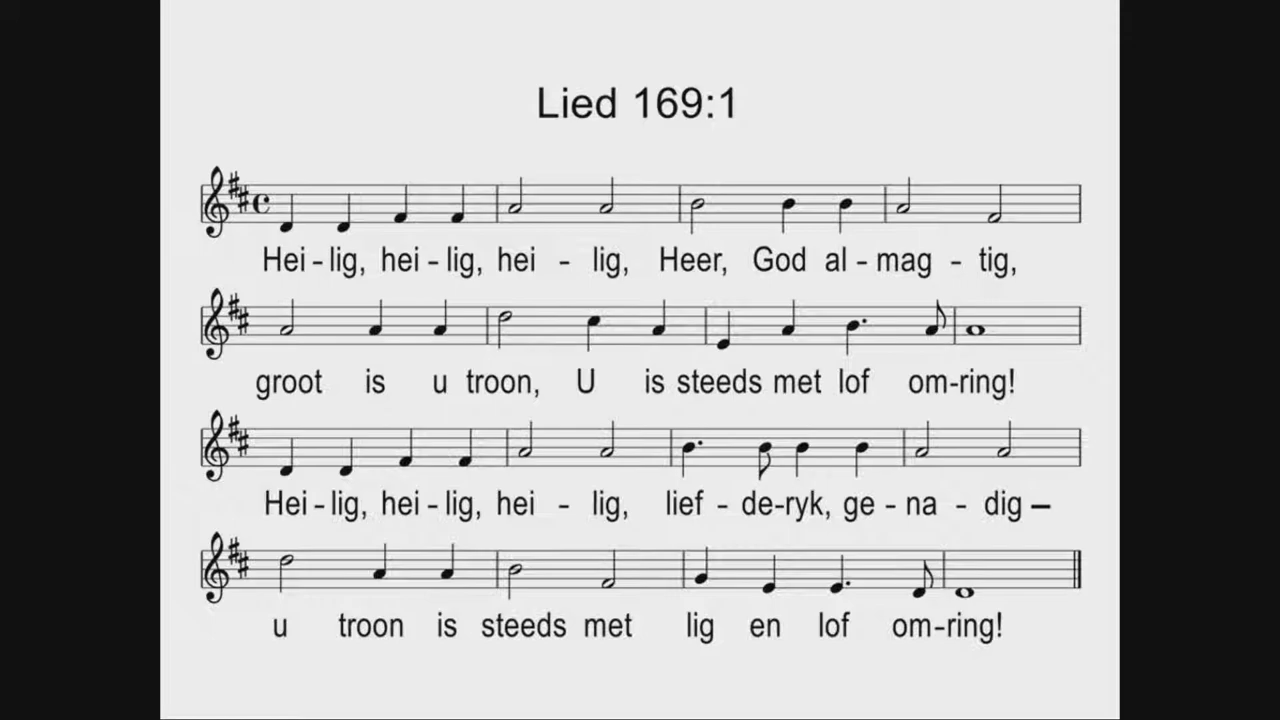 Lied 169:1
Hei – lig, hei – lig, hei – lig, Heer, God al – mag – tig,
groot is u troon, U is steeds met lof om-ring!
Hei – lig, hei – lig, hei – lig, lief – de-ryk, ge – na – dig –
u troon is steeds met lig en lof om-ring!